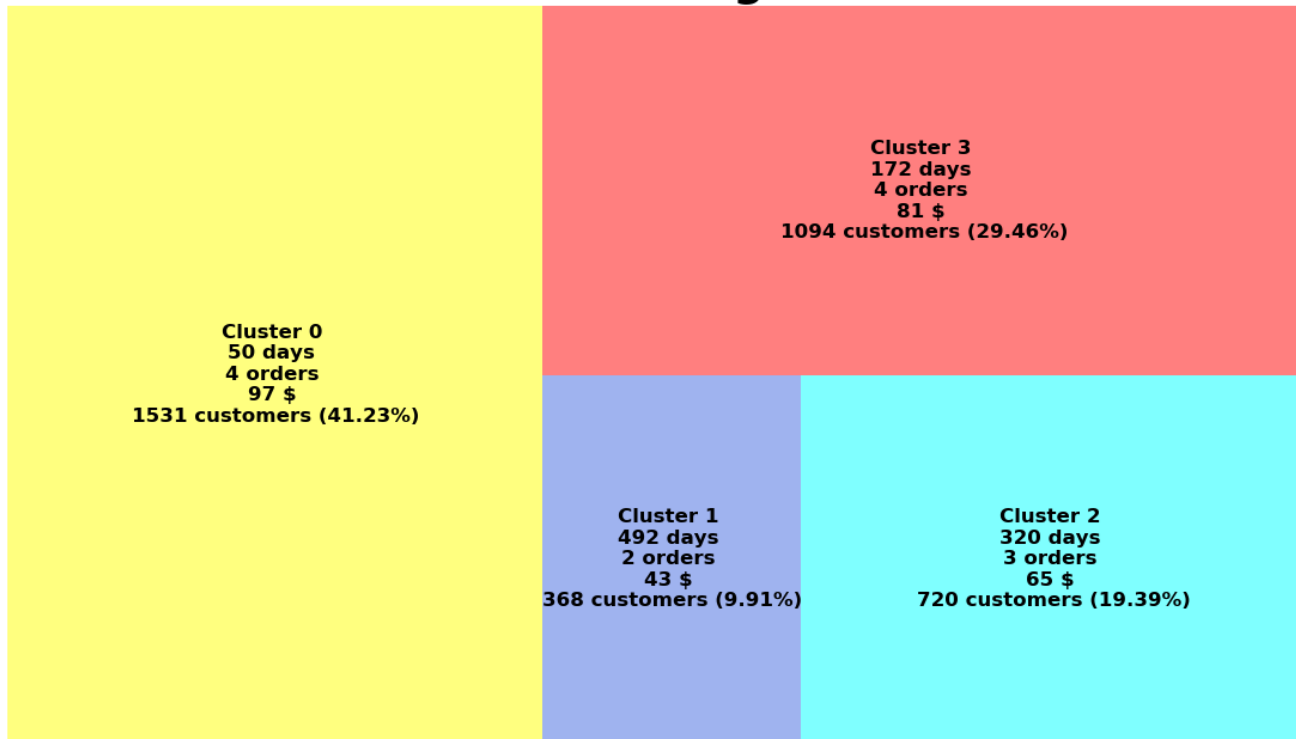 Cluster 0
50 days
4 orders
97 $
1531 customers (41.23%)
Cluster 3
172 days
4 orders
81 $
1094 customers (29.46%)
Cluster 1
492 days
2 orders
43 $
368 customers (9.91%)
Cluster 2
320 days
3 orders
65 $
720 customers (19.39%)